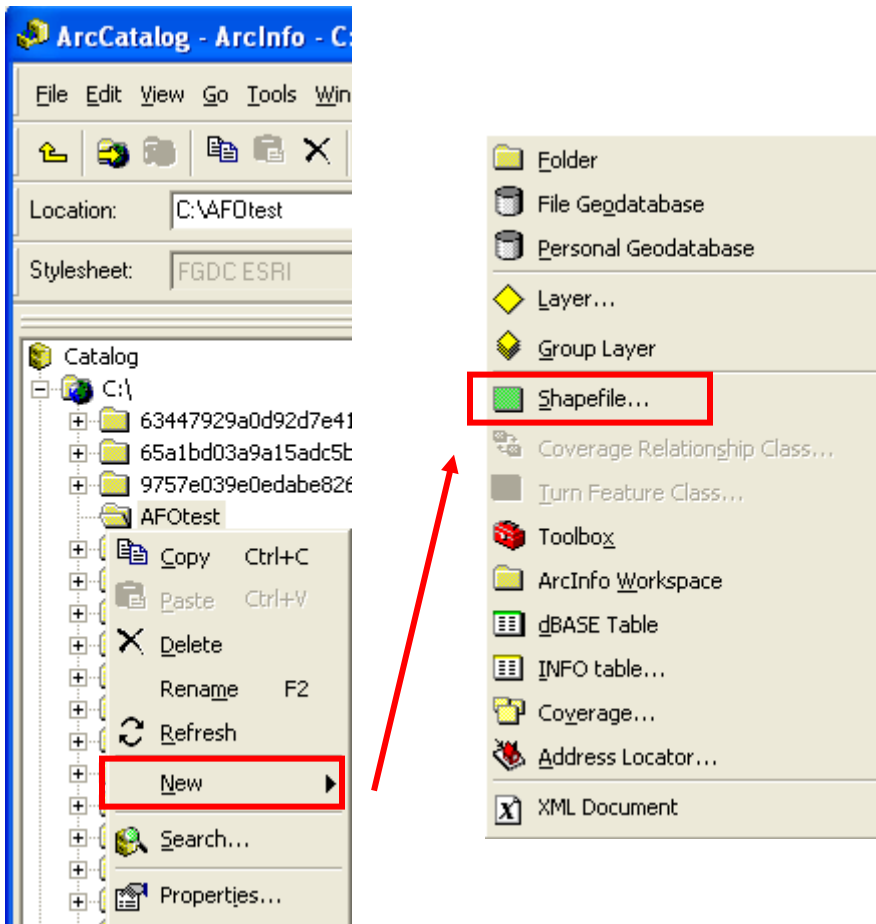 ArcCatalog - ArcInfo - C:
File Edit View Go Tools Win
Location: C:\AFOtest
Stylesheet: FGDC ESRI
Catalog
C:\
63447929a0d92d7e41
65a1bd03a9a15adc5b
9757e039e0edabe826
AFOtest
Copy Ctrl+C
Paste Ctrl+V
Delete
Rename F2
Refresh
New
Search...
Properties...
Folder
File Geodatabase
Personal Geodatabase
Layer...
Group Layer
Shapefile...
Coverage Relationship Class...
Turn Feature Class...
Toolbox
ArcInfo Workspace
dBASE Table
INFO table...
Coverage...
Address Locator...
XML Document